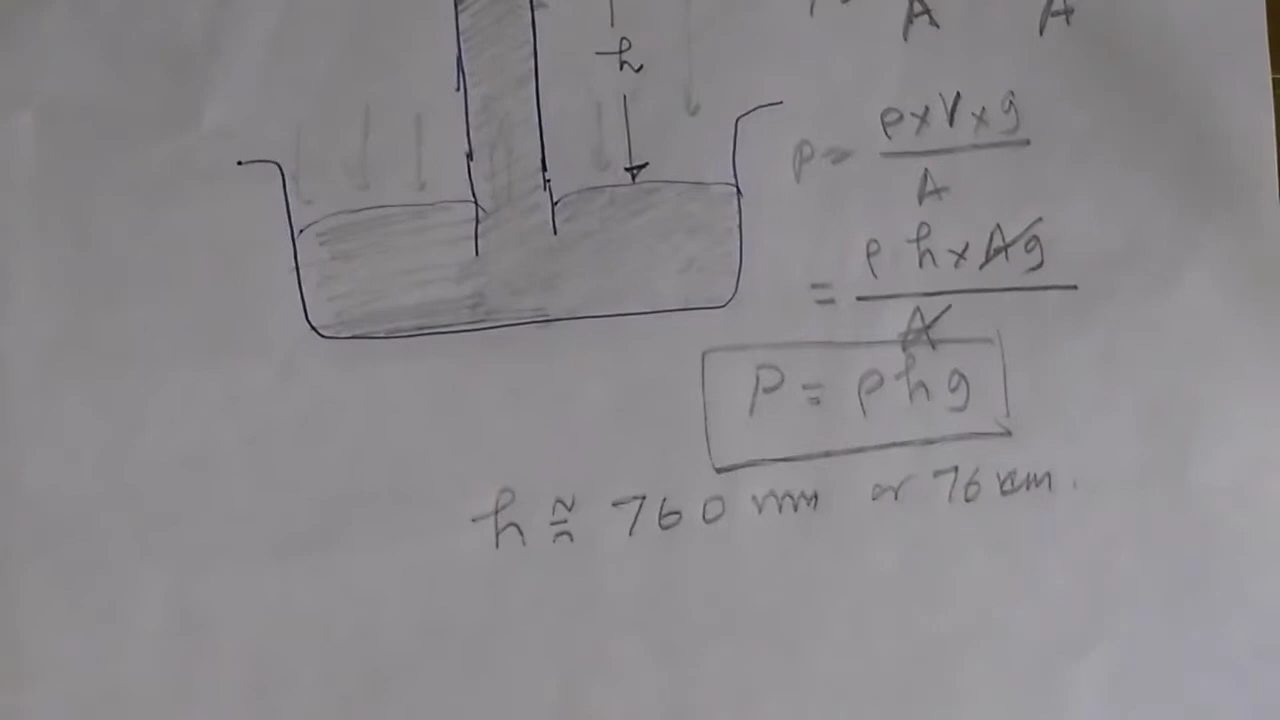 A A
h
P = ρ×V×g / A
= ρ h×Ag / A
P = ρhg
h ≅ 760 mm or 76 cm.